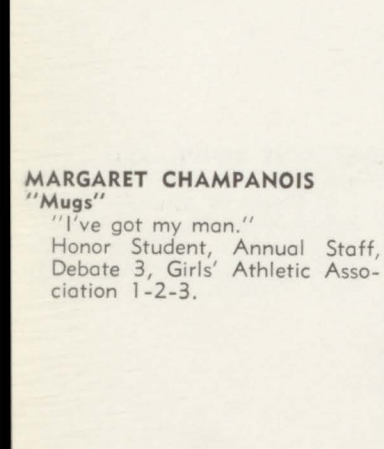 MARGARET CHAMPANOIS
"Mugs"
"I've got my man."
Honor Student, Annual Staff,
Debate 3, Girls' Athletic Asso-
ciation 1-2-3.